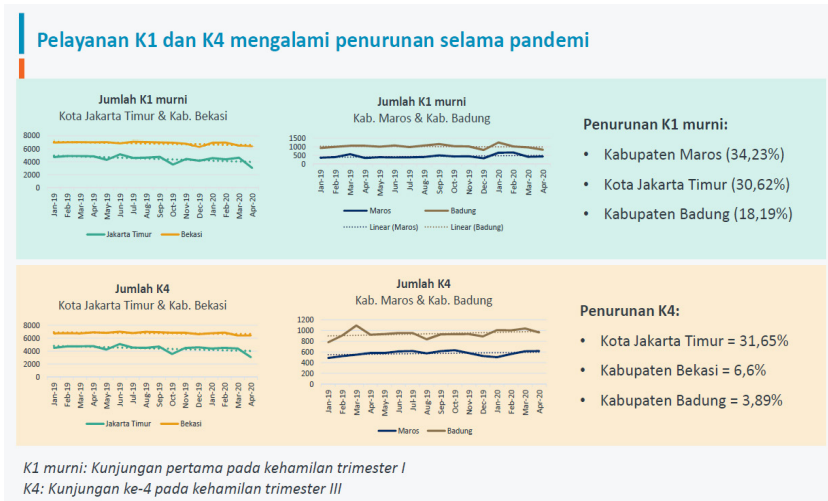 Pelayanan K1 dan K4 mengalami penurunan selama pandemi
Jumlah K1 murni
Kota Jakarta Timur & Kab. Bekasi
8000
6000
4000
2000
0
Jan-19 Feb-19 Mar-19 Apr-19 May-19 Jun-19 Jul-19 Aug-19 Sep-19 Oct-19 Nov-19 Dec-19 Jan-20 Feb-20 Mar-20 Apr-20
Jakarta Timur Bekasi
Jumlah K1 murni
Kab. Maros & Kab. Badung
1500
1000
500
0
Jan-19 Feb-19 Mar-19 Apr-19 May-19 Jun-19 Jul-19 Aug-19 Sep-19 Oct-19 Nov-19 Dec-19 Jan-20 Feb-20 Mar-20 Apr-20
Maros Badung
Linear (Maros) Linear (Badung)
Penurunan K1 murni:
• Kabupaten Maros (34,23%)
• Kota Jakarta Timur (30,62%)
• Kabupaten Badung (18,19%)
Jumlah K4
Kota Jakarta Timur & Kab. Bekasi
8000
6000
4000
2000
0
Jan-19 Feb-19 Mar-19 Apr-19 May-19 Jun-19 Jul-19 Aug-19 Sep-19 Oct-19 Nov-19 Dec-19 Jan-20 Feb-20 Mar-20 Apr-20
Jakarta Timur Bekasi
Jumlah K4
Kab. Maros & Kab. Badung
1200
1000
800
600
400
200
0
Jan-19 Feb-19 Mar-19 Apr-19 May-19 Jun-19 Jul-19 Aug-19 Sep-19 Oct-19 Nov-19 Dec-19 Jan-20 Feb-20 Mar-20 Apr-20
Maros Badung
Penurunan K4:
• Kota Jakarta Timur = 31,65%
• Kabupaten Bekasi = 6,6%
• Kabupaten Badung = 3,89%
K1 murni: Kunjungan pertama pada kehamilan trimester I
K4: Kunjungan ke-4 pada kehamilan trimester III